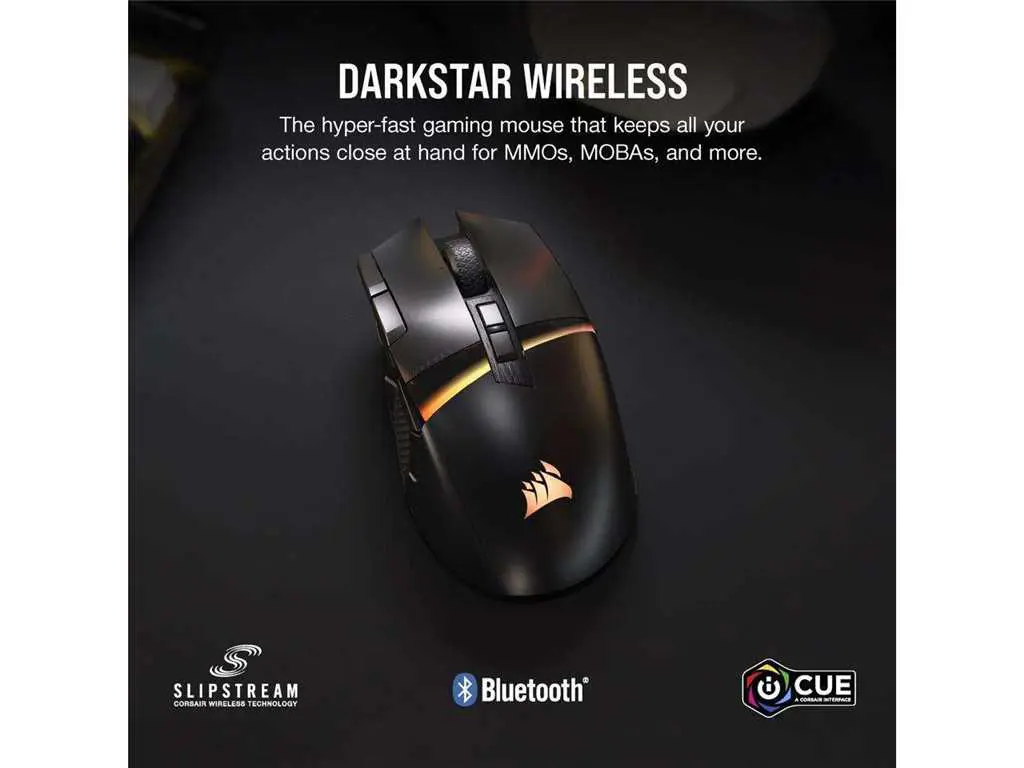 DARKSTAR WIRELESS
The hyper-fast gaming mouse that keeps all your
actions close at hand for MMOs, MOBAs, and more.
SLIPSTREAM
CORSAIR WIRELESS TECHNOLOGY
Bluetooth®
iCUE
A CORSAIR INTERFACE